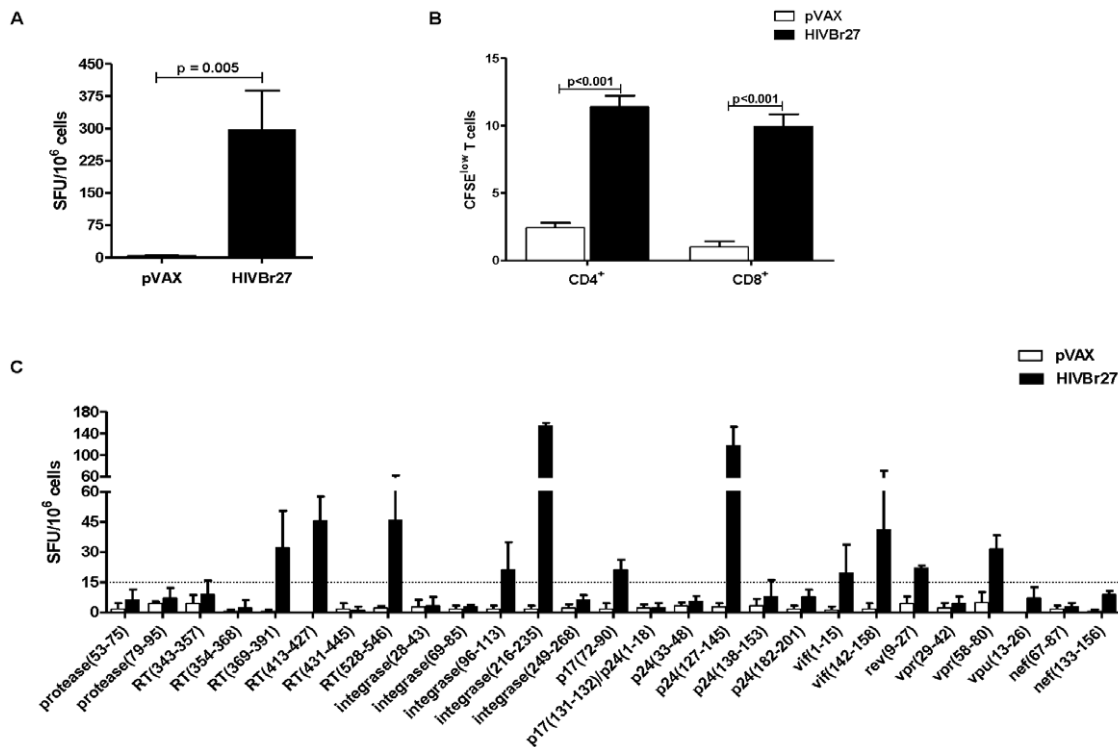 A
450
375
300
225
150
75
0
SFU/10⁶ cells
p = 0.005
pVAX
HIVBr27
B
pVAX
HIVBr27
15
10
5
0
CFSEˡᵒʷ T cells
p<0.001
p<0.001
CD4⁺
CD8⁺
C
pVAX
HIVBr27
180
140
100
60
60
45
30
15
0
SFU/10⁶ cells
protease(53-75)
protease(79-95)
RT(343-357)
RT(354-368)
RT(369-391)
RT(413-427)
RT(431-445)
RT(528-546)
integrase(28-43)
integrase(69-85)
integrase(96-113)
integrase(216-235)
integrase(249-268)
p17(72-90)
p17(131-132)/p24(1-18)
p24(33-48)
p24(127-145)
p24(138-153)
p24(182-201)
vif(1-15)
vif(142-158)
rev(9-27)
vpr(29-42)
vpr(58-80)
vpu(13-26)
nef(67-87)
nef(133-156)